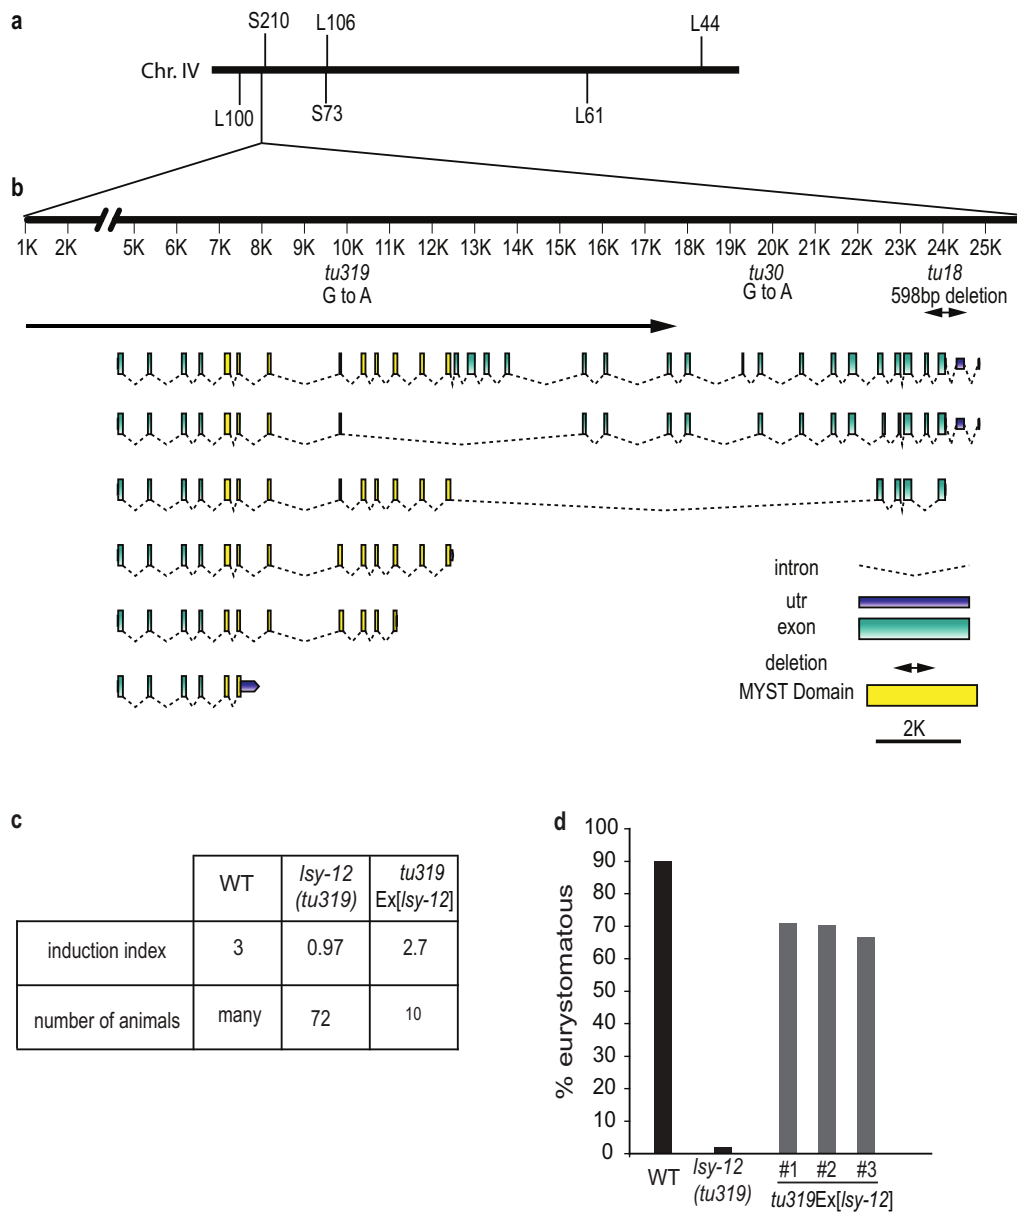 a
S210 L106 L44
Chr. IV
L100 S73 L61
b
1K 2K 5K 6K 7K 8K 9K 10K 11K 12K 13K 14K 15K 16K 17K 18K 19K 20K 21K 22K 23K 24K 25K
tu319 tu30 tu18
G to A G to A 598bp deletion
intron
utr
exon
deletion
MYST Domain
2K
c
WT lsy-12 tu319
(tu319) Ex[lsy-12]
induction index 3 0.97 2.7
number of animals many 72 10
d
% eurystomatous
100
90
80
70
60
50
40
30
20
10
0
WT lsy-12 #1 #2 #3
(tu319) tu319Ex[lsy-12]